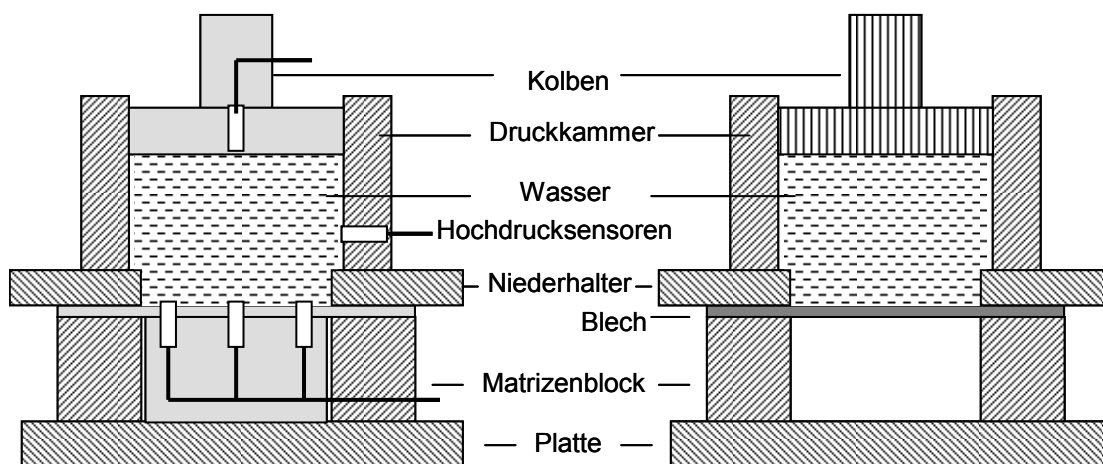 Kolben
Druckkammer
Wasser
Hochdrucksensoren
Niederhalter
Blech
Matrizenblock
Platte